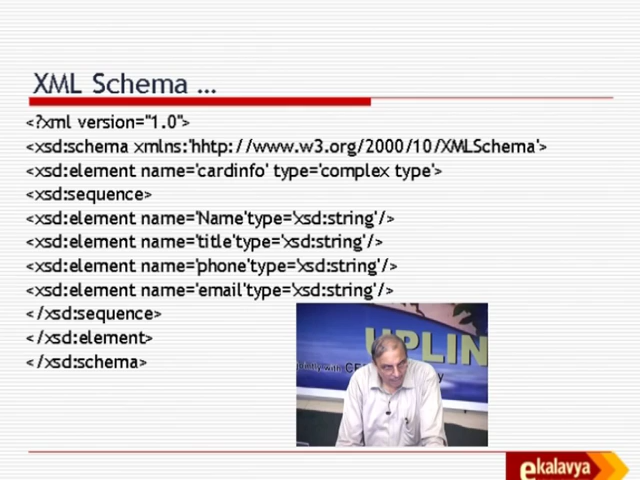 XML Schema ...
<?xml version="1.0">
<xsd:schema xmlns:'hhtp://www.w3.org/2000/10/XMLSchema'>
<xsd:element name='cardinfo' type='complex type'>
<xsd:sequence>
<xsd:element name='Name'type='xsd:string'/>
<xsd:element name='title'type='xsd:string'/>
<xsd:element name='phone'type='xsd:string'/>
<xsd:element name='email'type='xsd:string'/>
</xsd:sequence>
</xsd:element>
</xsd:schema>
UPLIN
jointly with CE
ekalavya